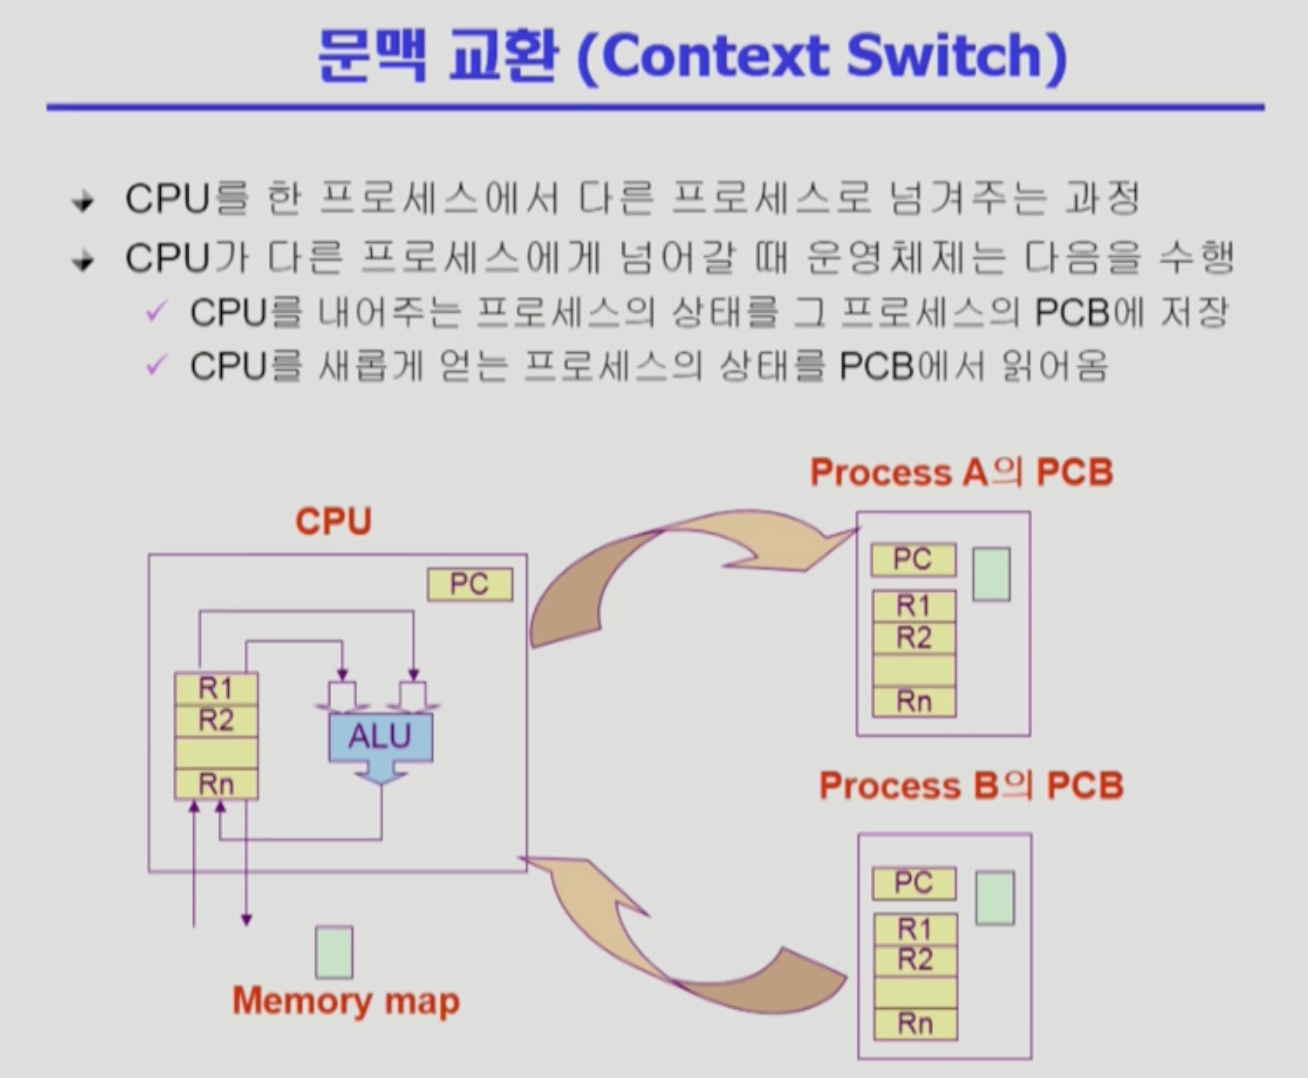 문맥 교환 (Context Switch)
CPU를 한 프로세스에서 다른 프로세스로 넘겨주는 과정
CPU가 다른 프로세스에게 넘어갈 때 운영체제는 다음을 수행
CPU를 내어주는 프로세스의 상태를 그 프로세스의 PCB에 저장
CPU를 새롭게 얻는 프로세스의 상태를 PCB에서 읽어옴
CPU
PC
R1
R2
Rn
ALU
Memory map
Process A의 PCB
PC
R1
R2
Rn
Process B의 PCB
PC
R1
R2
Rn